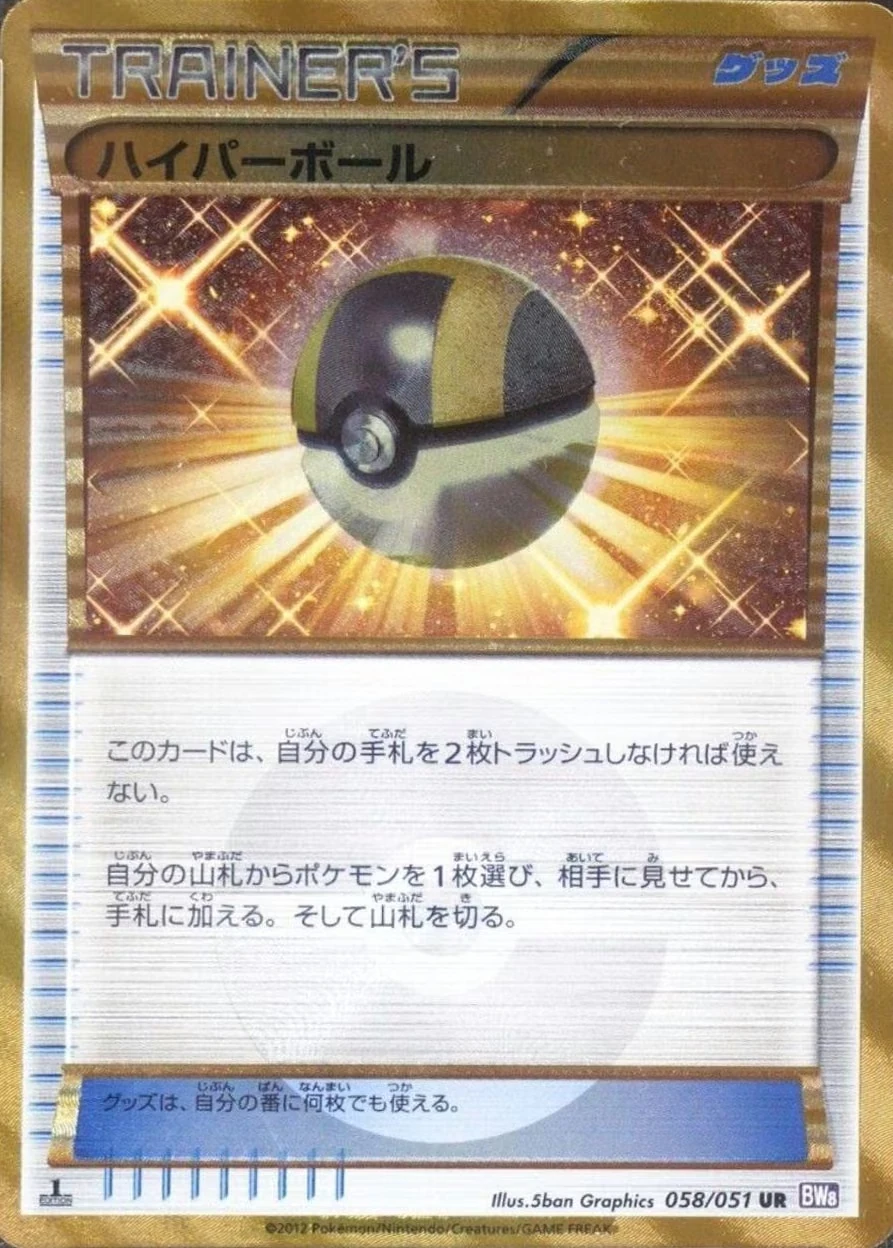 TRAINER'S
グッズ
ハイパーボール
このカードは、自分の手札を2枚トラッシュしなければ使え
ない。
自分の山札からポケモンを1枚選び、相手に見せてから、
手札に加える。そして山札を切る。
グッズは、自分の番に何枚でも使える。
1 EDITION
Illus.5ban Graphics 058/051 UR BW8
©2012 Pokémon/Nintendo/Creatures/GAME FREAK